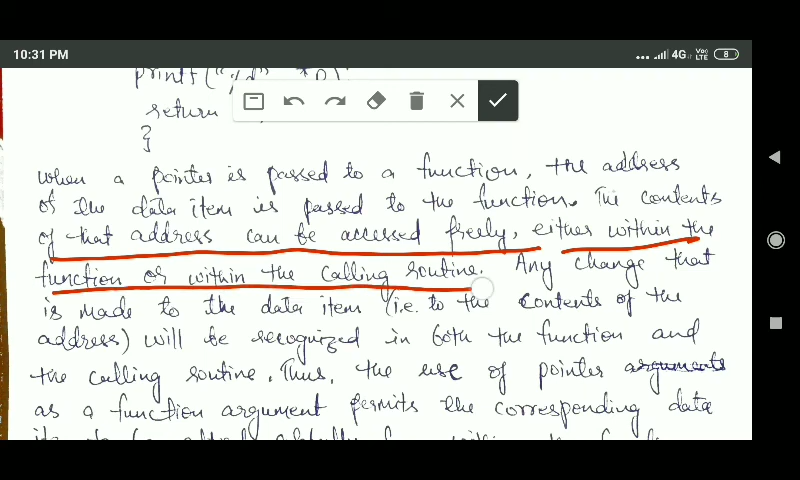 10:31 PM
4G Vo LTE 8
printf("%d" *p)
return
}
when a pointer is passed to a function, the address
of the data item is passed to the function. The contents
of that address can be accessed freely, either within the
function or within the calling routine. Any change that
is made to the data item (i.e. to the contents of the
address) will be recognized in both the function and
the calling routine. Thus, the use of pointer arguments
as a function argument permits the corresponding data